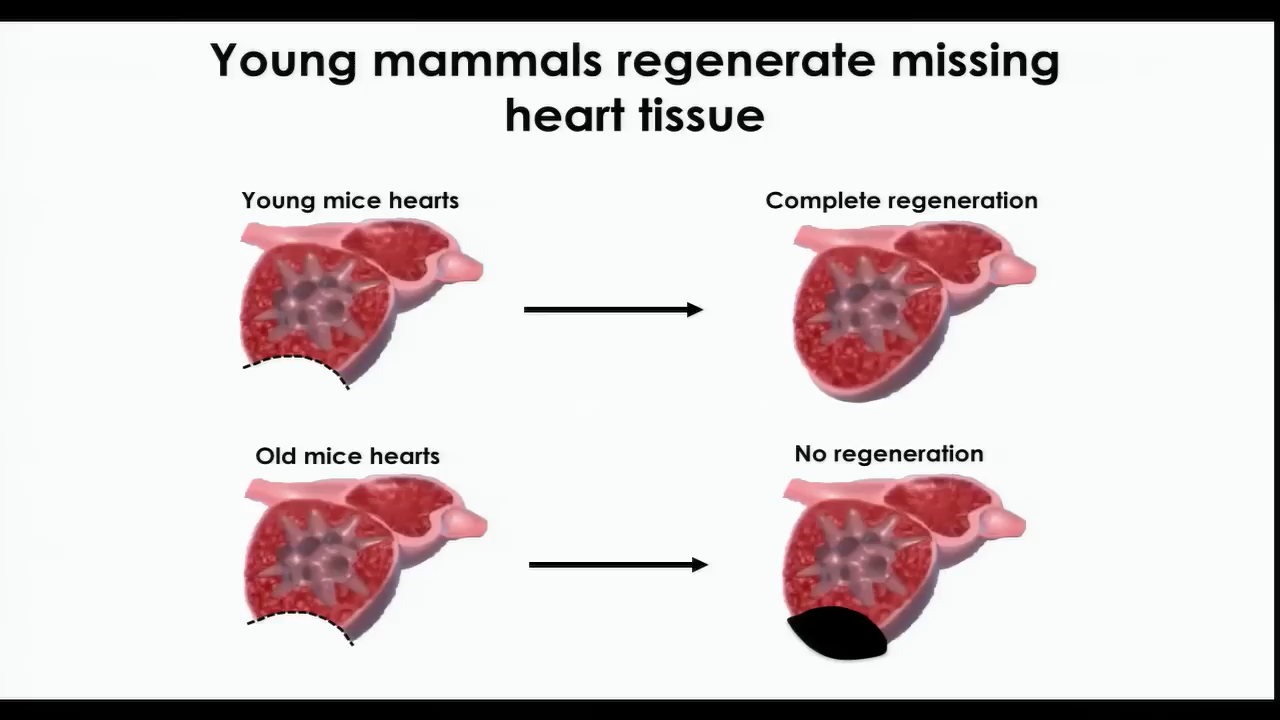 Young mammals regenerate missing
heart tissue
Young mice hearts
Complete regeneration
Old mice hearts
No regeneration